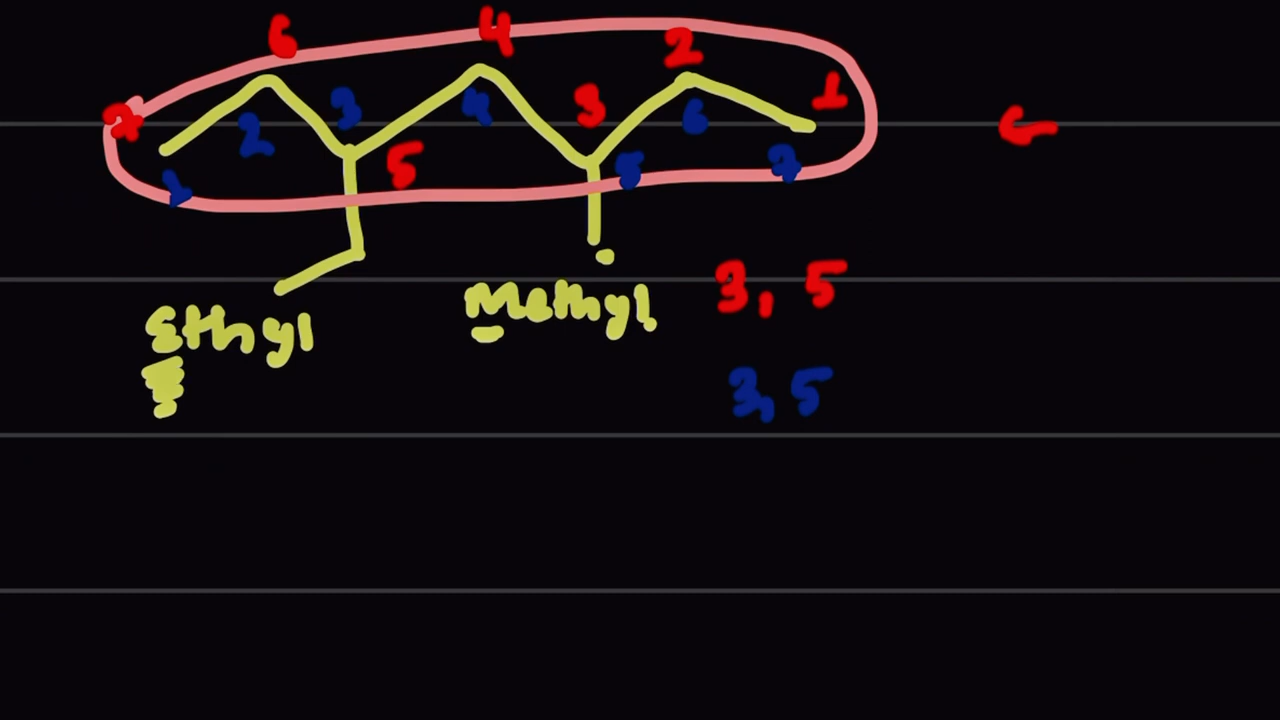 6 4 2
7 3 4 3 6 1
2 5 5 7
1
Ethyl Methyl 3, 5
3, 5